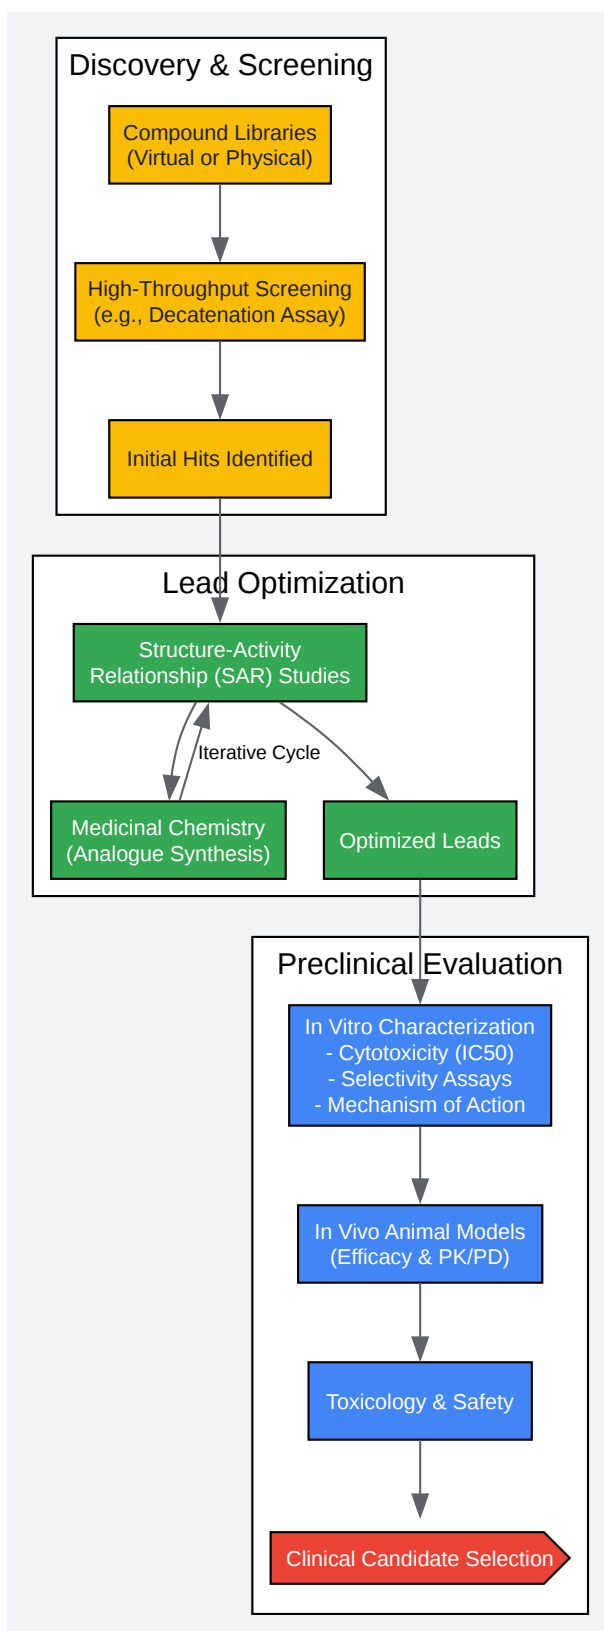 Discovery & Screening
Compound Libraries
(Virtual or Physical)
High-Throughput Screening
(e.g., Decatenation Assay)
Initial Hits Identified
Lead Optimization
Structure-Activity
Relationship (SAR) Studies
Iterative Cycle
Medicinal Chemistry
(Analogue Synthesis)
Optimized Leads
Preclinical Evaluation
In Vitro Characterization
- Cytotoxicity (IC50)
- Selectivity Assays
- Mechanism of Action
In Vivo Animal Models
(Efficacy & PK/PD)
Toxicology & Safety
Clinical Candidate Selection